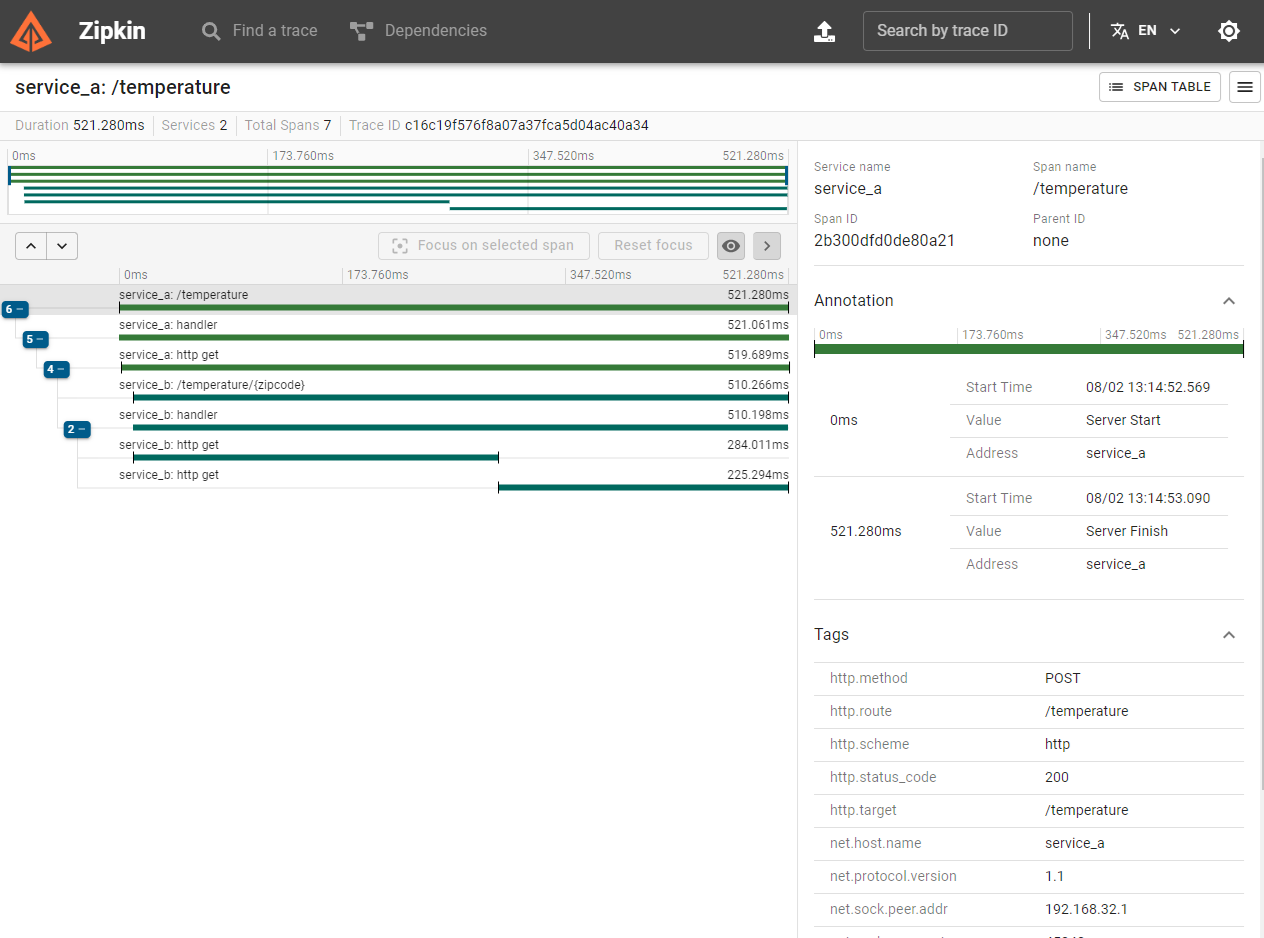 Zipkin Find a trace Dependencies Search by trace ID EN
service_a: /temperature SPAN TABLE
Duration 521.280ms Services 2 Total Spans 7 Trace ID c16c19f576f8a07a37fca5d04ac40a34
0ms 173.760ms 347.520ms 521.280ms
Focus on selected span Reset focus
0ms 173.760ms 347.520ms 521.280ms
service_a: /temperature 521.280ms
6 −
service_a: handler 521.061ms
5 −
service_a: http get 519.689ms
4 −
service_b: /temperature/{zipcode} 510.266ms
service_b: handler 510.198ms
2 −
service_b: http get 284.011ms
service_b: http get 225.294ms
Service name Span name
service_a /temperature
Span ID Parent ID
2b300dfd0de80a21 none
Annotation
0ms 173.760ms 347.520ms 521.280ms
Start Time 08/02 13:14:52.569
0ms Value Server Start
Address service_a
Start Time 08/02 13:14:53.090
521.280ms Value Server Finish
Address service_a
Tags
http.method POST
http.route /temperature
http.scheme http
http.status_code 200
http.target /temperature
net.host.name service_a
net.protocol.version 1.1
net.sock.peer.addr 192.168.32.1